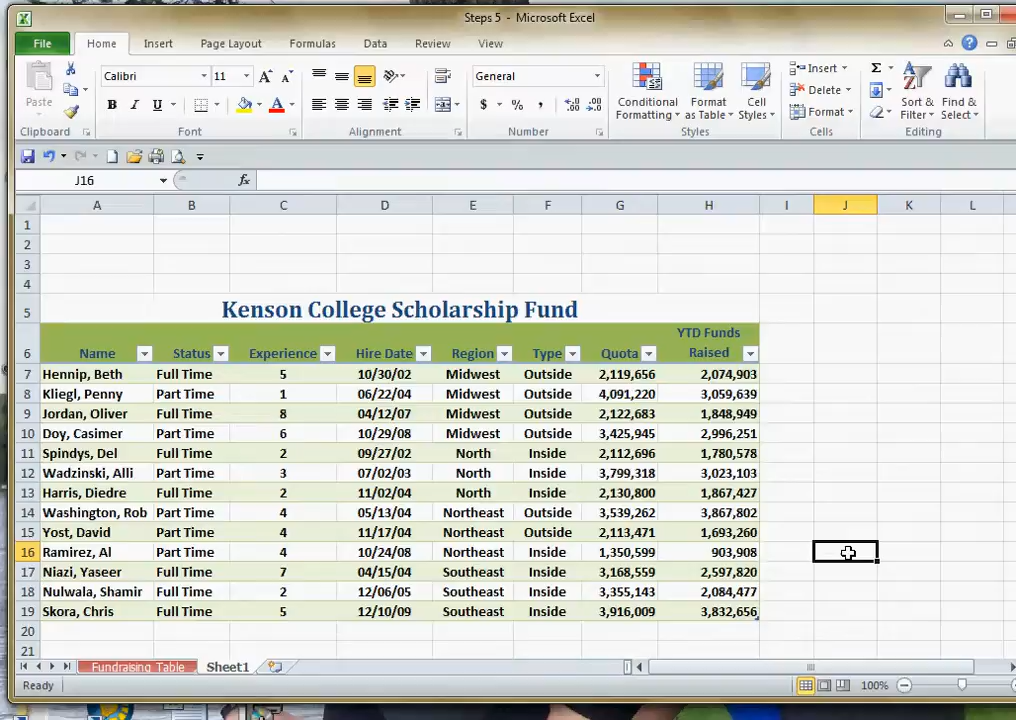 Steps 5 - Microsoft Excel
File Home Insert Page Layout Formulas Data Review View
Paste Calibri 11 A A General Conditional Formatting Format as Table Cell Styles Insert Delete Format Σ Sort & Filter Find & Select
B I U A $ % , .00 .00
Clipboard Font Alignment Number Styles Cells Editing
J16 fx
A B C D E F G H I J K L
1
2
3
4
5 Kenson College Scholarship Fund
6 Name Status Experience Hire Date Region Type Quota YTD Funds Raised
7 Hennip, Beth Full Time 5 10/30/02 Midwest Outside 2,119,656 2,074,903
8 Kliegl, Penny Part Time 1 06/22/04 Midwest Outside 4,091,220 3,059,639
9 Jordan, Oliver Full Time 8 04/12/07 Midwest Outside 2,122,683 1,848,949
10 Doy, Casimer Part Time 6 10/29/08 Midwest Outside 3,425,945 2,996,251
11 Spindys, Del Full Time 2 09/27/02 North Inside 2,112,696 1,780,578
12 Wadzinski, Alli Part Time 3 07/02/03 North Inside 3,799,318 3,023,103
13 Harris, Diedre Full Time 2 11/02/04 North Inside 2,130,800 1,867,427
14 Washington, Rob Part Time 4 05/13/04 Northeast Outside 3,539,262 3,867,802
15 Yost, David Part Time 4 11/17/04 Northeast Outside 2,113,471 1,693,260
16 Ramirez, Al Part Time 4 10/24/08 Northeast Inside 1,350,599 903,908
17 Niazi, Yaseer Full Time 7 04/15/04 Southeast Inside 3,168,559 2,597,820
18 Nulwala, Shamir Full Time 2 12/06/05 Southeast Inside 3,355,143 2,084,477
19 Skora, Chris Full Time 5 12/10/09 Southeast Inside 3,916,009 3,832,656
20
21
Fundraising Table Sheet1
Ready 100%